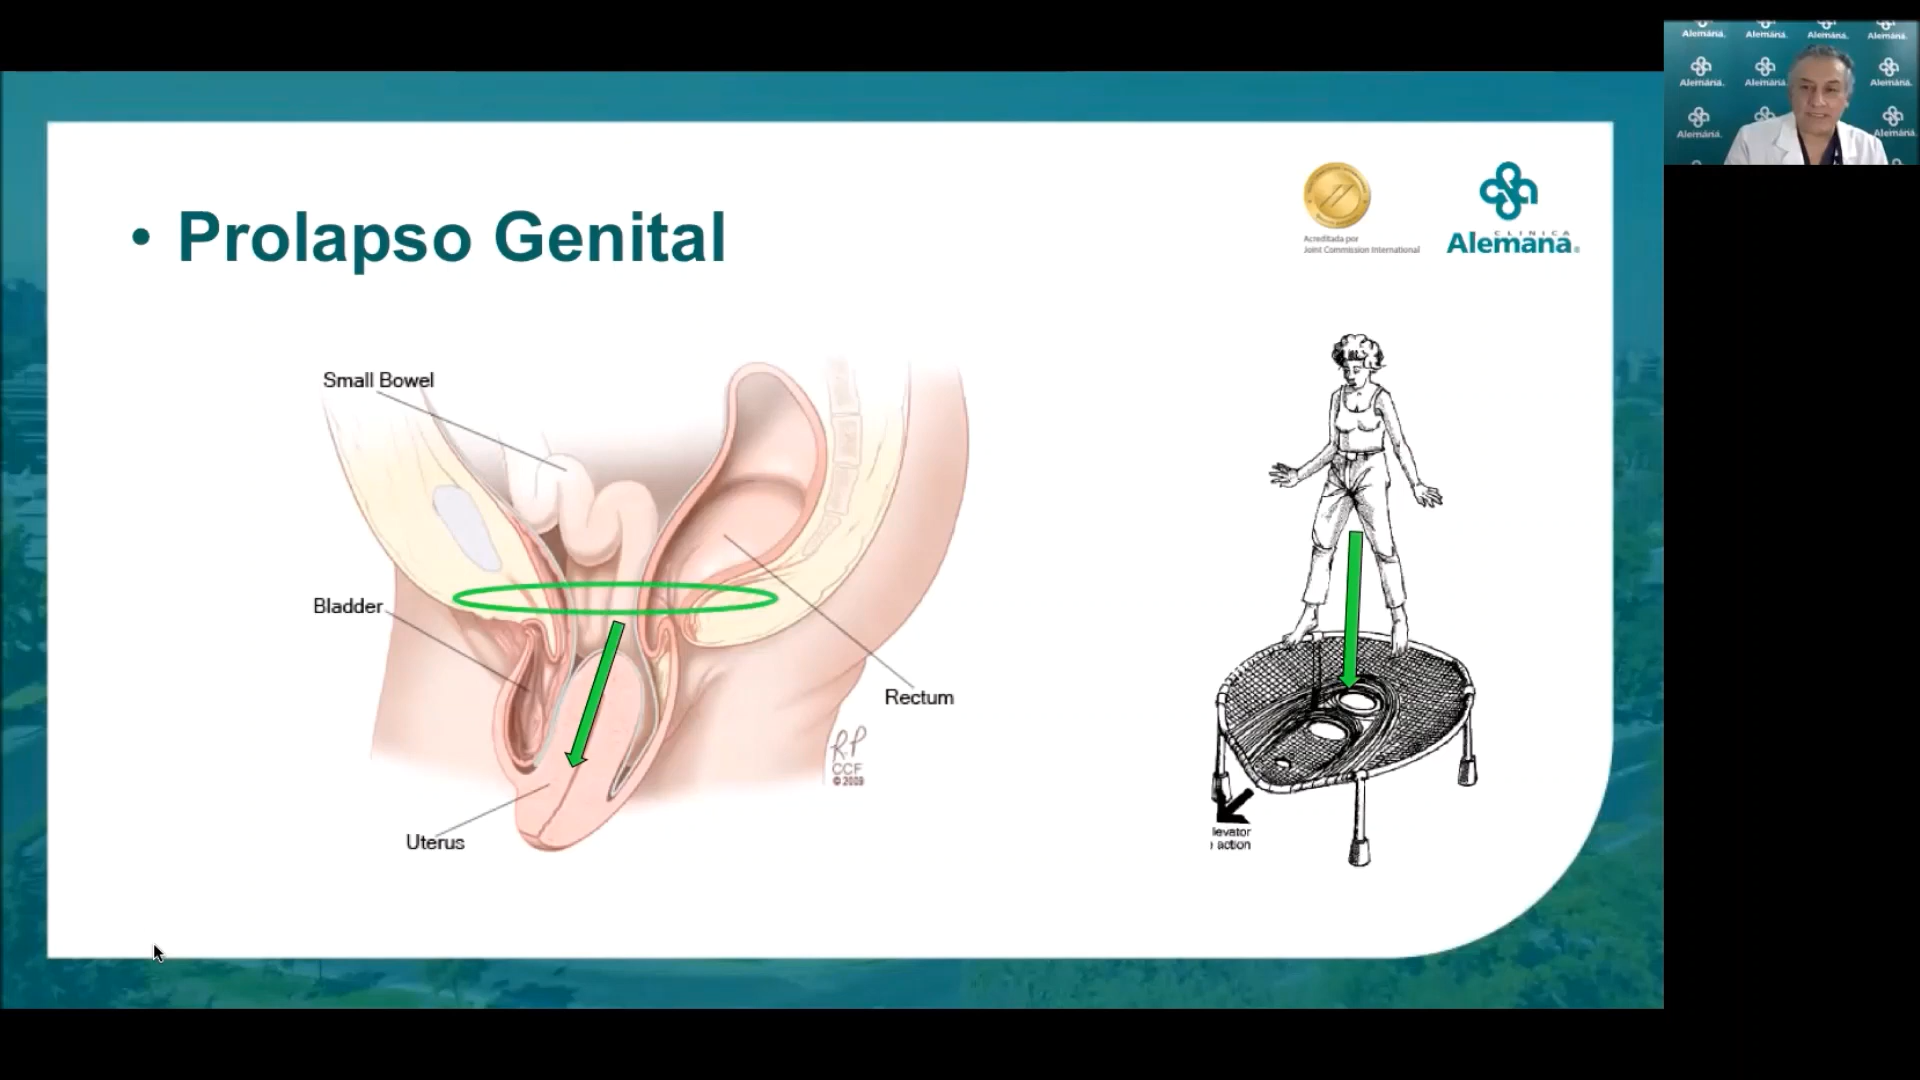 • Prolapso Genital
Acreditada por
Joint Commission International
CLINICA
Alemana®
Small Bowel
Bladder
Rectum
Uterus
RP
CCF
© 2009
levator
action
Alemana. Alemana. Alemana. Alemana.
Alemana. Alemana. Alemana.
Alemana. Alemana.